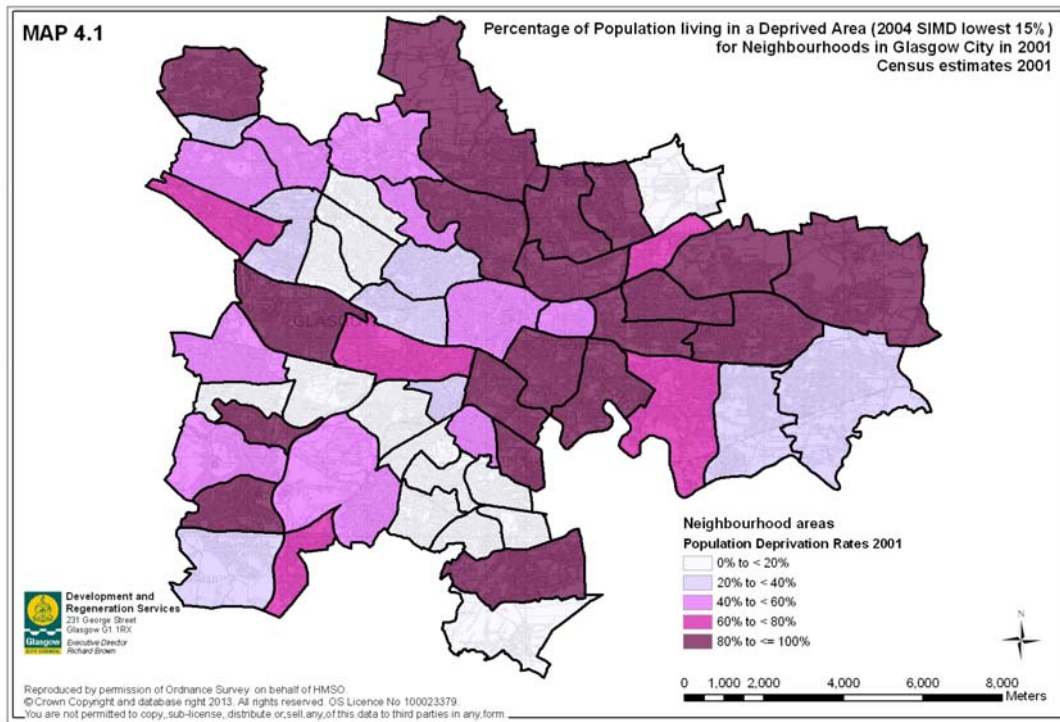 MAP 4.1
Percentage of Population living in a Deprived Area (2004 SIMD lowest 15% )
for Neighbourhoods in Glasgow City in 2001
Census estimates 2001
Neighbourhood areas
Population Deprivation Rates 2001
0% to < 20%
20% to < 40%
40% to < 60%
60% to < 80%
80% to <= 100%
N
0 1,000 2,000 4,000 6,000 8,000
Meters
Glasgow
CITY COUNCIL
Development and
Regeneration Services
231 George Street
Glasgow G1 1RX
Executive Director
Richard Brown
Reproduced by permission of Ordnance Survey on behalf of HMSO.
© Crown Copyright and database right 2013. All rights reserved. OS Licence No 100023379.
You are not permitted to copy, sub-license, distribute or sell any of this data to third parties in any form